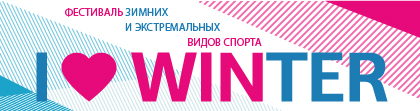 ФЕСТИВАЛЬ ЗИМНИХ
И ЭКСТРЕМАЛЬНЫХ
ВИДОВ СПОРТА
I ♥ WINTER